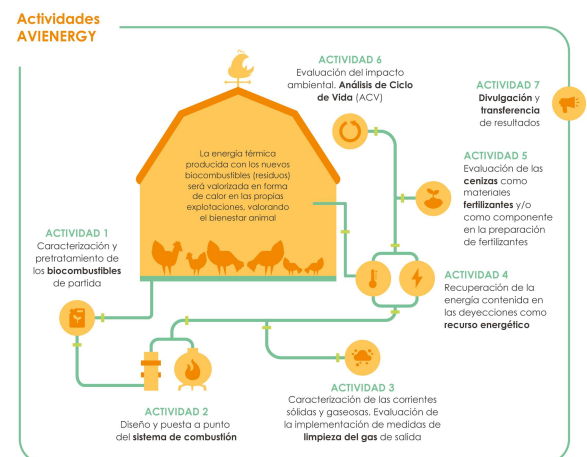 Actividades
AVIENERGY
ACTIVIDAD 6
Evaluación del impacto
ambiental. Análisis de Ciclo
de Vida (ACV)
ACTIVIDAD 7
Divulgación y
transferencia
de resultados
La energía térmica
producida con los nuevos
biocombustibles (residuos)
será valorizada en forma
de calor en las propias
explotaciones, valorando
el bienestar animal
ACTIVIDAD 5
Evaluación de las
cenizas como
materiales
fertilizantes y/o
como componente
en la preparación
de fertilizantes
ACTIVIDAD 1
Caracterización y
pretratamiento de
los biocombustibles
de partida
ACTIVIDAD 4
Recuperación de la
energía contenida en
las deyecciones como
recurso energético
ACTIVIDAD 2
Diseño y puesta a punto
del sistema de combustión
ACTIVIDAD 3
Caracterización de las corrientes
sólidas y gaseosas. Evaluación de
la implementación de medidas de
limpieza del gas de salida